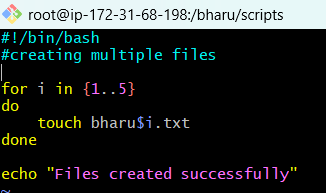 root@ip-172-31-68-198:/bharu/scripts
#!/bin/bash
#creating multiple files

for i in {1..5}
do
    touch bharu$i.txt
done

echo "Files created successfully"
~